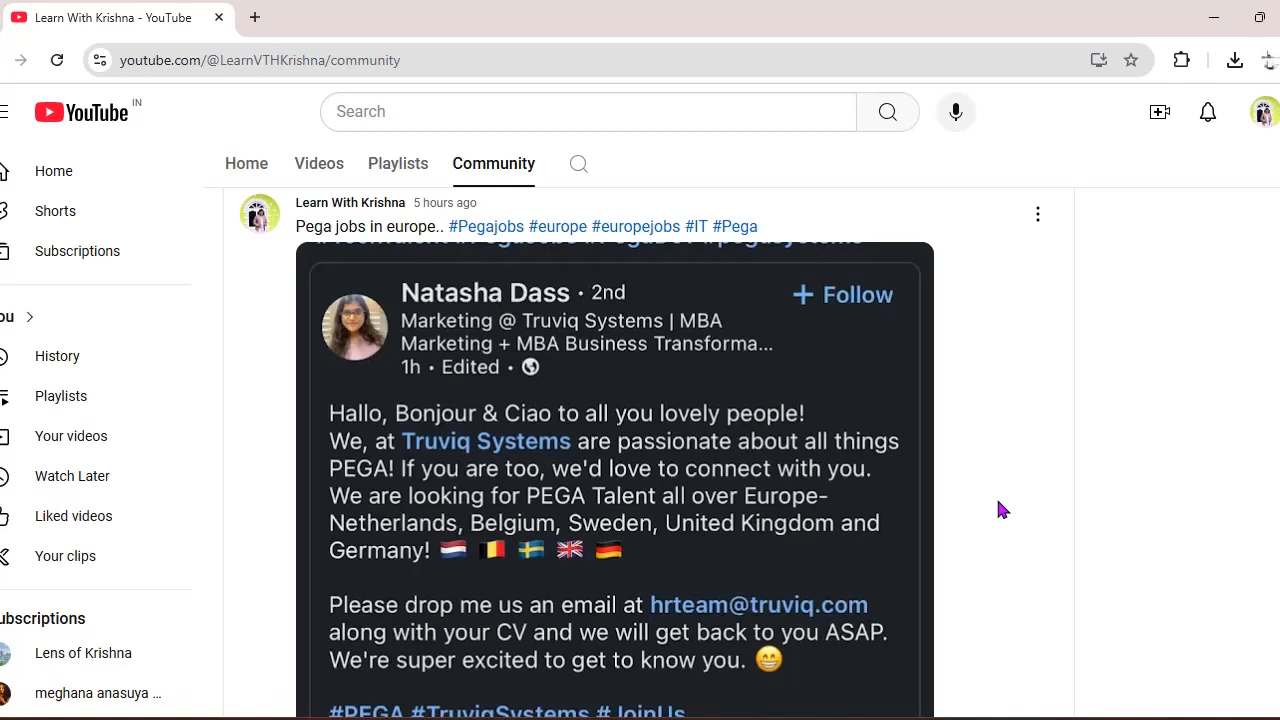 Learn With Krishna - YouTube
youtube.com/@LearnVTHKrishna/community
YouTube IN
Search
Home Videos Playlists Community
Home
Shorts
Subscriptions
History
Playlists
Your videos
Watch Later
Liked videos
Your clips
Lens of Krishna
meghana anasuya ...
Learn With Krishna 5 hours ago
Pega jobs in europe.. #Pegajobs #europe #europejobs #IT #Pega
Natasha Dass · 2nd
+ Follow
Marketing @ Truviq Systems | MBA
Marketing + MBA Business Transforma...
1h • Edited •
Hallo, Bonjour & Ciao to all you lovely people!
We, at Truviq Systems are passionate about all things
PEGA! If you are too, we'd love to connect with you.
We are looking for PEGA Talent all over Europe-
Netherlands, Belgium, Sweden, United Kingdom and
Germany! 🇳🇱 🇧🇪 🇸🇪 🇬🇧 🇩🇪
Please drop me us an email at hrteam@truviq.com
along with your CV and we will get back to you ASAP.
We're super excited to get to know you. 😁
#PEGA #TruviqSystems #JoinUs